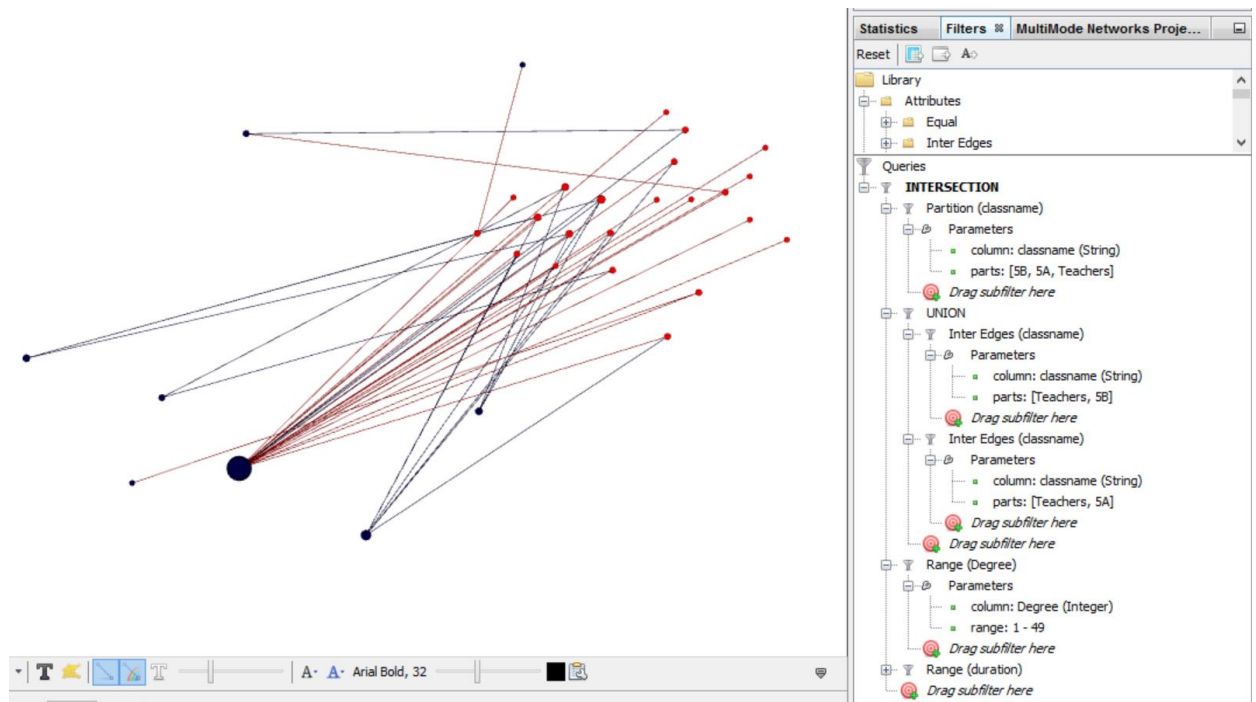 Statistics Filters MultiMode Networks Proje...
Reset A
Library
Attributes
Equal
Inter Edges
Queries
INTERSECTION
Partition (classname)
Parameters
column: classname (String)
parts: [5B, 5A, Teachers]
Drag subfilter here
UNION
Inter Edges (classname)
Parameters
column: classname (String)
parts: [Teachers, 5B]
Drag subfilter here
Inter Edges (classname)
Parameters
column: classname (String)
parts: [Teachers, 5A]
Drag subfilter here
Drag subfilter here
Range (Degree)
Parameters
column: Degree (Integer)
range: 1 - 49
Drag subfilter here
Range (duration)
Drag subfilter here
T T A- A- Arial Bold, 32